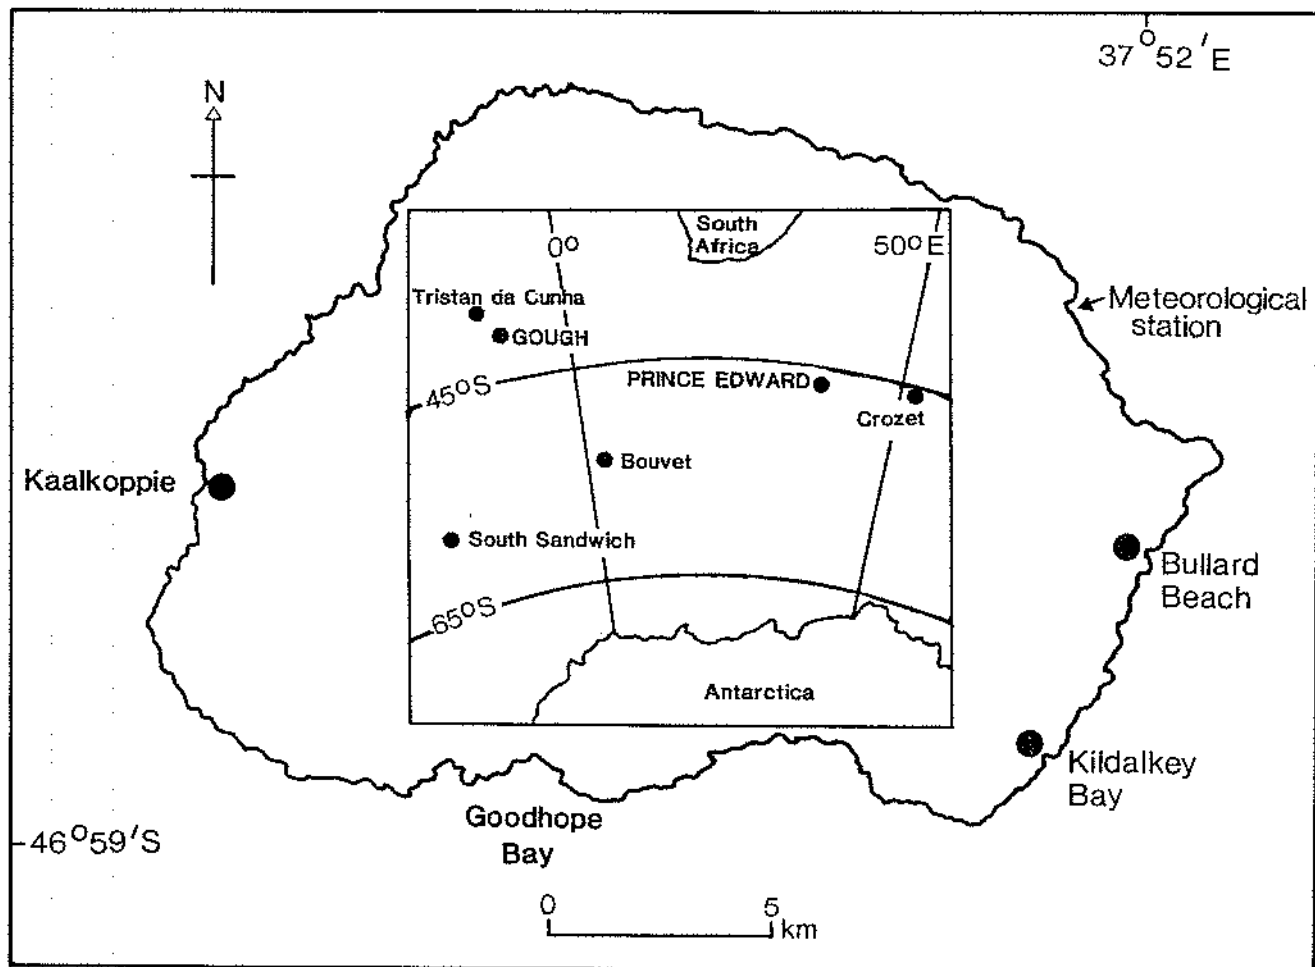 37°52'E
N
South
Africa
0°
50°E
Tristan da Cunha
GOUGH
Meteorological
station
45°S
PRINCE EDWARD
Crozet
Kaalkoppie
Bouvet
South Sandwich
Bullard
Beach
65°S
Antarctica
Kildalkey
Bay
Goodhope
Bay
46°59'S
0
5
km